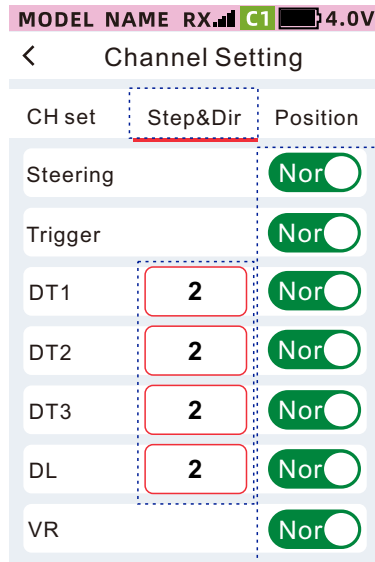 MODEL NAME RX C1 4.0V
< Channel Setting
CH set Step&Dir Position
Steering Nor
Trigger Nor
DT1 2 Nor
DT2 2 Nor
DT3 2 Nor
DL 2 Nor
VR Nor